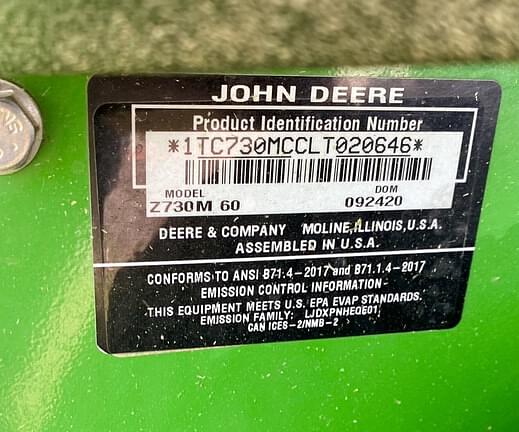 JOHN DEERE
Product Identification Number
*1TC730MCCLT020646*
MODEL DOM
Z730M 60 092420
DEERE & COMPANY MOLINE,ILLINOIS,U.S.A.
ASSEMBLED IN U.S.A.
CONFORMS TO ANSI B71.4-2017 and B71.1.4-2017
EMISSION CONTROL INFORMATION
THIS EQUIPMENT MEETS U.S. EPA EVAP STANDARDS.
EMISSION FAMILY: LJDXPNHEQE01
CAN ICES-2/NMB-2